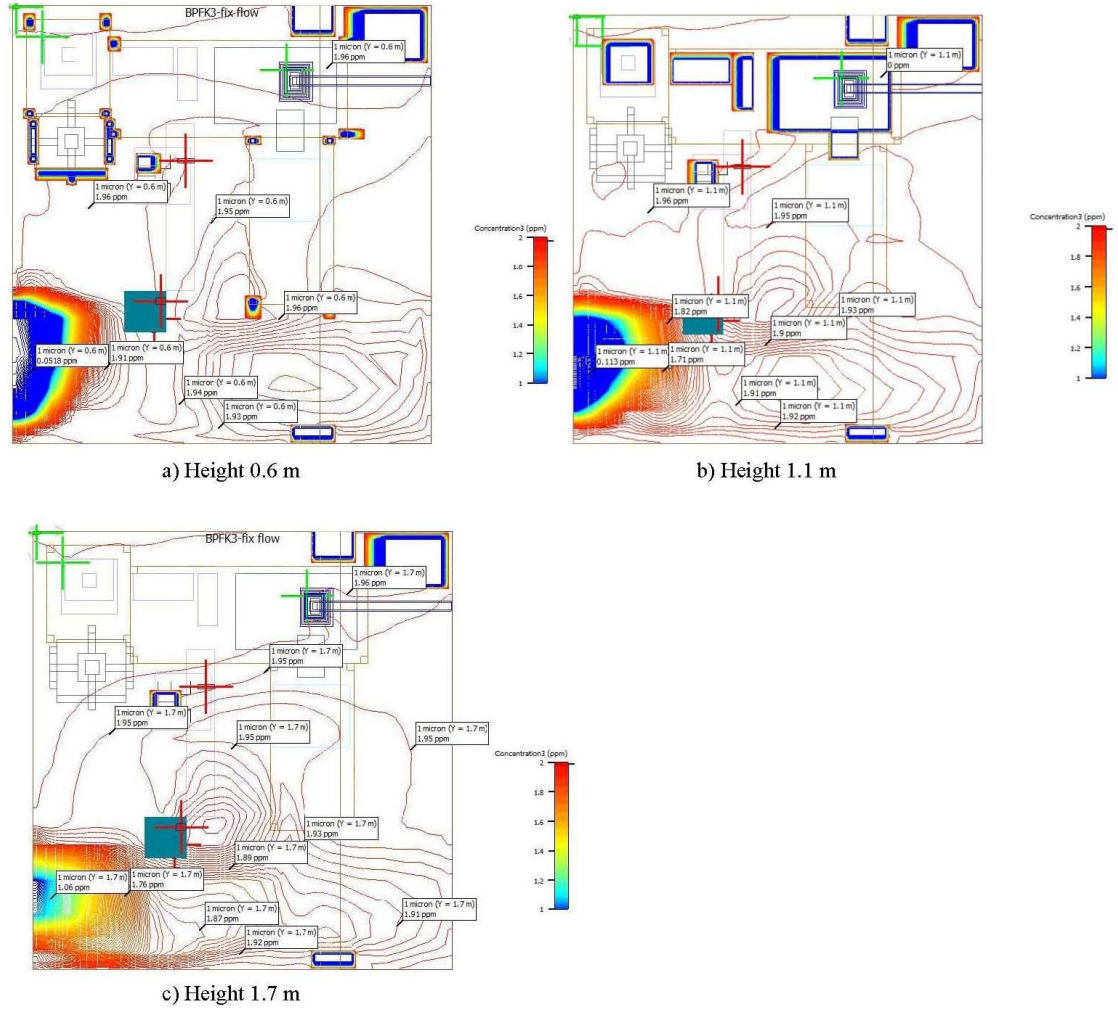 BPFK3-fix flow
1 micron (Y = 0.6 m)
1.96 ppm
1 micron (Y = 0.6 m)
1.96 ppm
1 micron (Y = 0.6 m)
1.95 ppm
1 micron (Y = 0.6 m)
1.96 ppm
1 micron (Y = 0.6 m)
0.0518 ppm
1 micron (Y = 0.6 m)
1.91 ppm
1 micron (Y = 0.6 m)
1.94 ppm
1 micron (Y = 0.6 m)
1.93 ppm
Concentration3 (ppm)
2
1.8
1.6
1.4
1.2
1
a) Height 0.6 m
1 micron (Y = 1.1 m)
0 ppm
1 micron (Y = 1.1 m)
1.96 ppm
1 micron (Y = 1.1 m)
1.95 ppm
1 micron (Y = 1.1 m)
1.82 ppm
1 micron (Y = 1.1 m)
1.93 ppm
1 micron (Y = 1.1 m)
1.9 ppm
1 micron (Y = 1.1 m)
0.113 ppm
1 micron (Y = 1.1 m)
1.71 ppm
1 micron (Y = 1.1 m)
1.91 ppm
1 micron (Y = 1.1 m)
1.92 ppm
Concentration3 (ppm)
2
1.8
1.6
1.4
1.2
1
b) Height 1.1 m
BPFK3-fix flow
1 micron (Y = 1.7 m)
1.96 ppm
1 micron (Y = 1.7 m)
1.95 ppm
1 micron (Y = 1.7 m)
1.95 ppm
1 micron (Y = 1.7 m)
1.95 ppm
1 micron (Y = 1.7 m)
1.95 ppm
1 micron (Y = 1.7 m)
1.93 ppm
1 micron (Y = 1.7 m)
1.89 ppm
1 micron (Y = 1.7 m)
1.06 ppm
1 micron (Y = 1.7 m)
1.76 ppm
1 micron (Y = 1.7 m)
1.87 ppm
1 micron (Y = 1.7 m)
1.91 ppm
1 micron (Y = 1.7 m)
1.92 ppm
Concentration3 (ppm)
2
1.8
1.6
1.4
1.2
1
c) Height 1.7 m